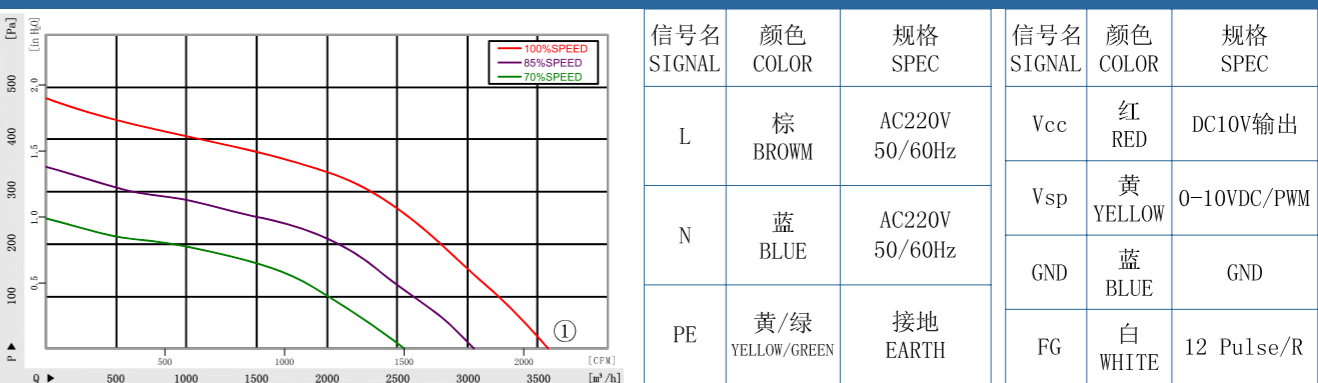 [Pa]
[in H₂O]
500
400
300
200
100
P ▲
2.0
1.5
1.0
0.5
100%SPEED
85%SPEED
70%SPEED
①
500
1000
1500
2000
[CFM]
Q ▶
500
1000
1500
2000
2500
3000
3500
[m³/h]
信号名 颜色 规格
SIGNAL COLOR SPEC
L 棕 BROWM AC220V 50/60Hz
N 蓝 BLUE AC220V 50/60Hz
PE 黄/绿 YELLOW/GREEN 接地 EARTH
信号名 颜色 规格
SIGNAL COLOR SPEC
Vcc 红 RED DC10V输出
Vsp 黄 YELLOW 0-10VDC/PWM
GND 蓝 BLUE GND
FG 白 WHITE 12 Pulse/R